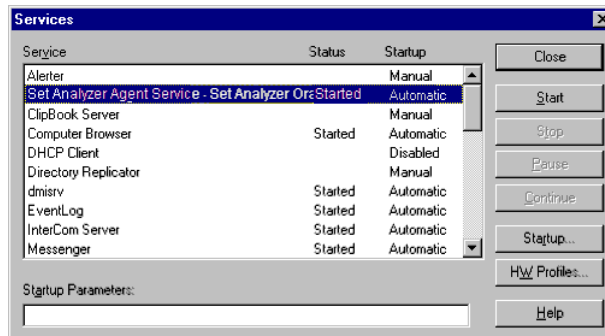 Services
Service Status Startup
Close
Alerter Manual
Set Analyzer Agent Service - Set Analyzer Ora Started Automatic
Start
ClipBook Server Manual
Computer Browser Started Automatic
Stop
DHCP Client Disabled
Directory Replicator Manual
Pause
dmisrv Started Automatic
Continue
EventLog Started Automatic
InterCom Server Started Automatic
Startup...
Messenger Started Automatic
HW Profiles...
Startup Parameters:
Help